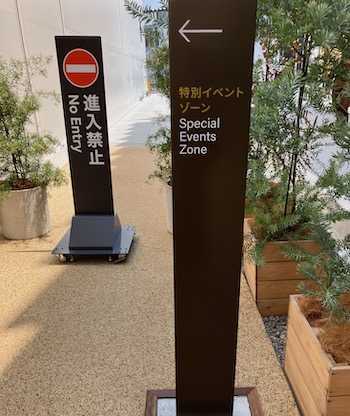 進入禁止
No Entry
特別イベント
ゾーン
Special
Events
Zone